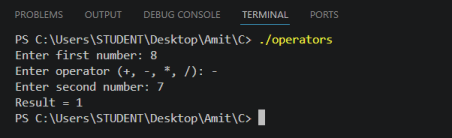 PROBLEMS OUTPUT DEBUG CONSOLE TERMINAL PORTS
PS C:\Users\STUDENT\Desktop\Amit\C> ./operators
Enter first number: 8
Enter operator (+, -, *, /): -
Enter second number: 7
Result = 1
PS C:\Users\STUDENT\Desktop\Amit\C>